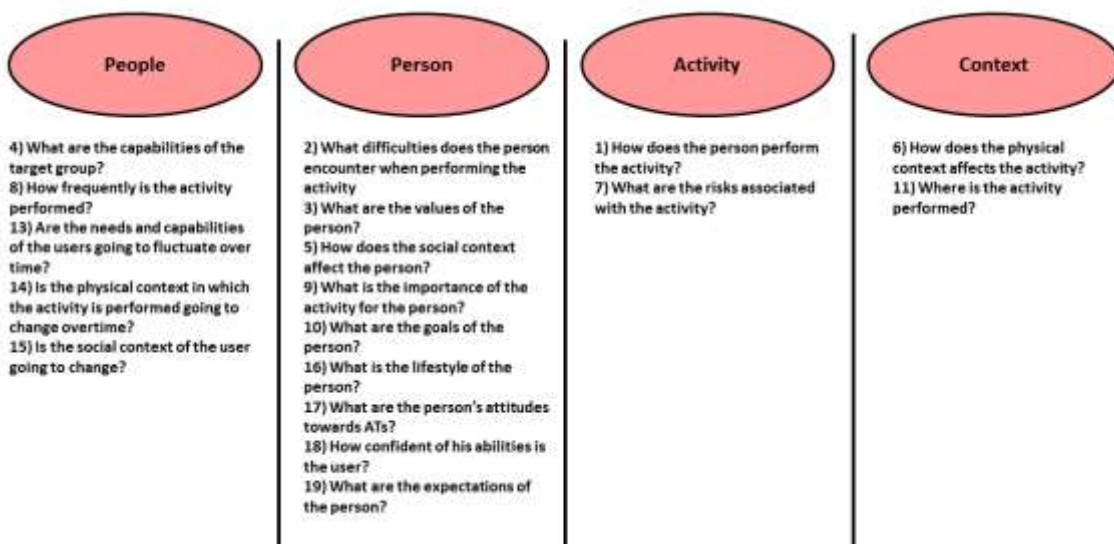 People
4) What are the capabilities of the
target group?
8) How frequently is the activity
performed?
13) Are the needs and capabilities
of the users going to fluctuate over
time?
14) Is the physical context in which
the activity is performed going to
change overtime?
15) Is the social context of the user
going to change?
Person
2) What difficulties does the person
encounter when performing the
activity
3) What are the values of the
person?
5) How does the social context
affect the person?
9) What is the importance of the
activity for the person?
10) What are the goals of the
person?
16) What is the lifestyle of the
person?
17) What are the person's attitudes
towards ATs?
18) How confident of his abilities is
the user?
19) What are the expectations of
the person?
Activity
1) How does the person perform
the activity?
7) What are the risks associated
with the activity?
Context
6) How does the physical
context affects the activity?
11) Where is the activity
performed?